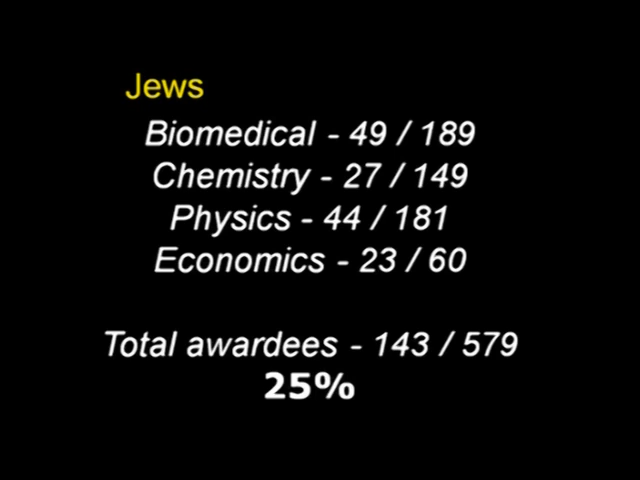 Jews
Biomedical - 49 / 189
Chemistry - 27 / 149
Physics - 44 / 181
Economics - 23 / 60
Total awardees - 143 / 579
25%